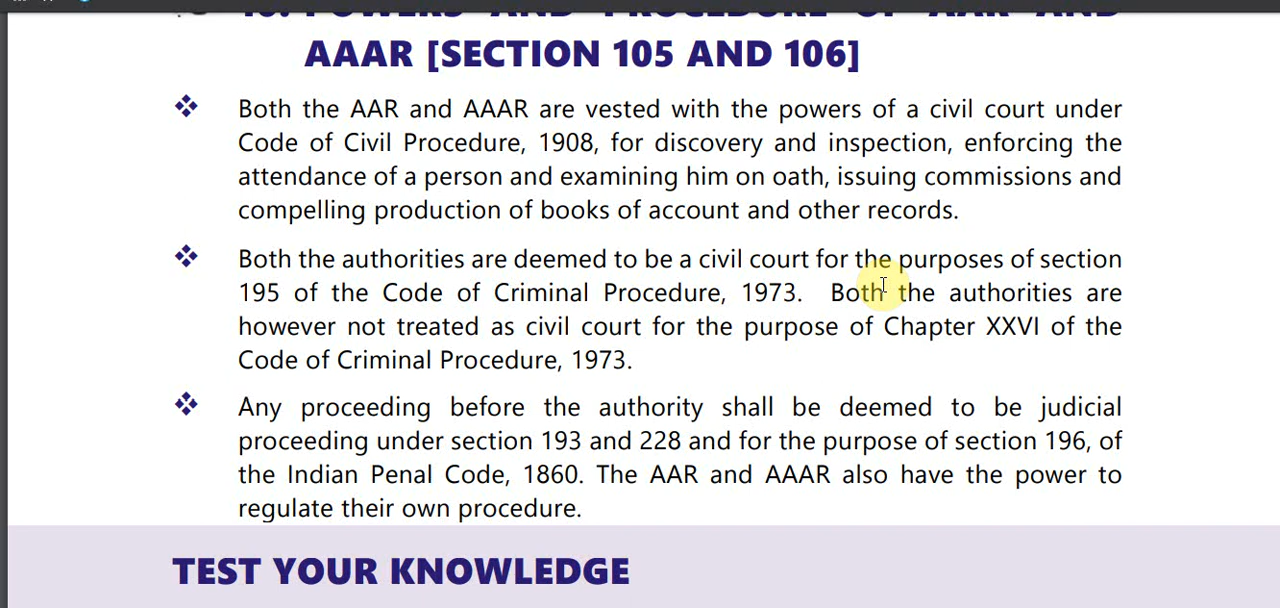 10. POWERS AND PROCEDURE OF AAR AND
AAAR [SECTION 105 AND 106]
Both the AAR and AAAR are vested with the powers of a civil court under
Code of Civil Procedure, 1908, for discovery and inspection, enforcing the
attendance of a person and examining him on oath, issuing commissions and
compelling production of books of account and other records.
Both the authorities are deemed to be a civil court for the purposes of section
195 of the Code of Criminal Procedure, 1973. Both the authorities are
however not treated as civil court for the purpose of Chapter XXVI of the
Code of Criminal Procedure, 1973.
Any proceeding before the authority shall be deemed to be judicial
proceeding under section 193 and 228 and for the purpose of section 196, of
the Indian Penal Code, 1860. The AAR and AAAR also have the power to
regulate their own procedure.
TEST YOUR KNOWLEDGE